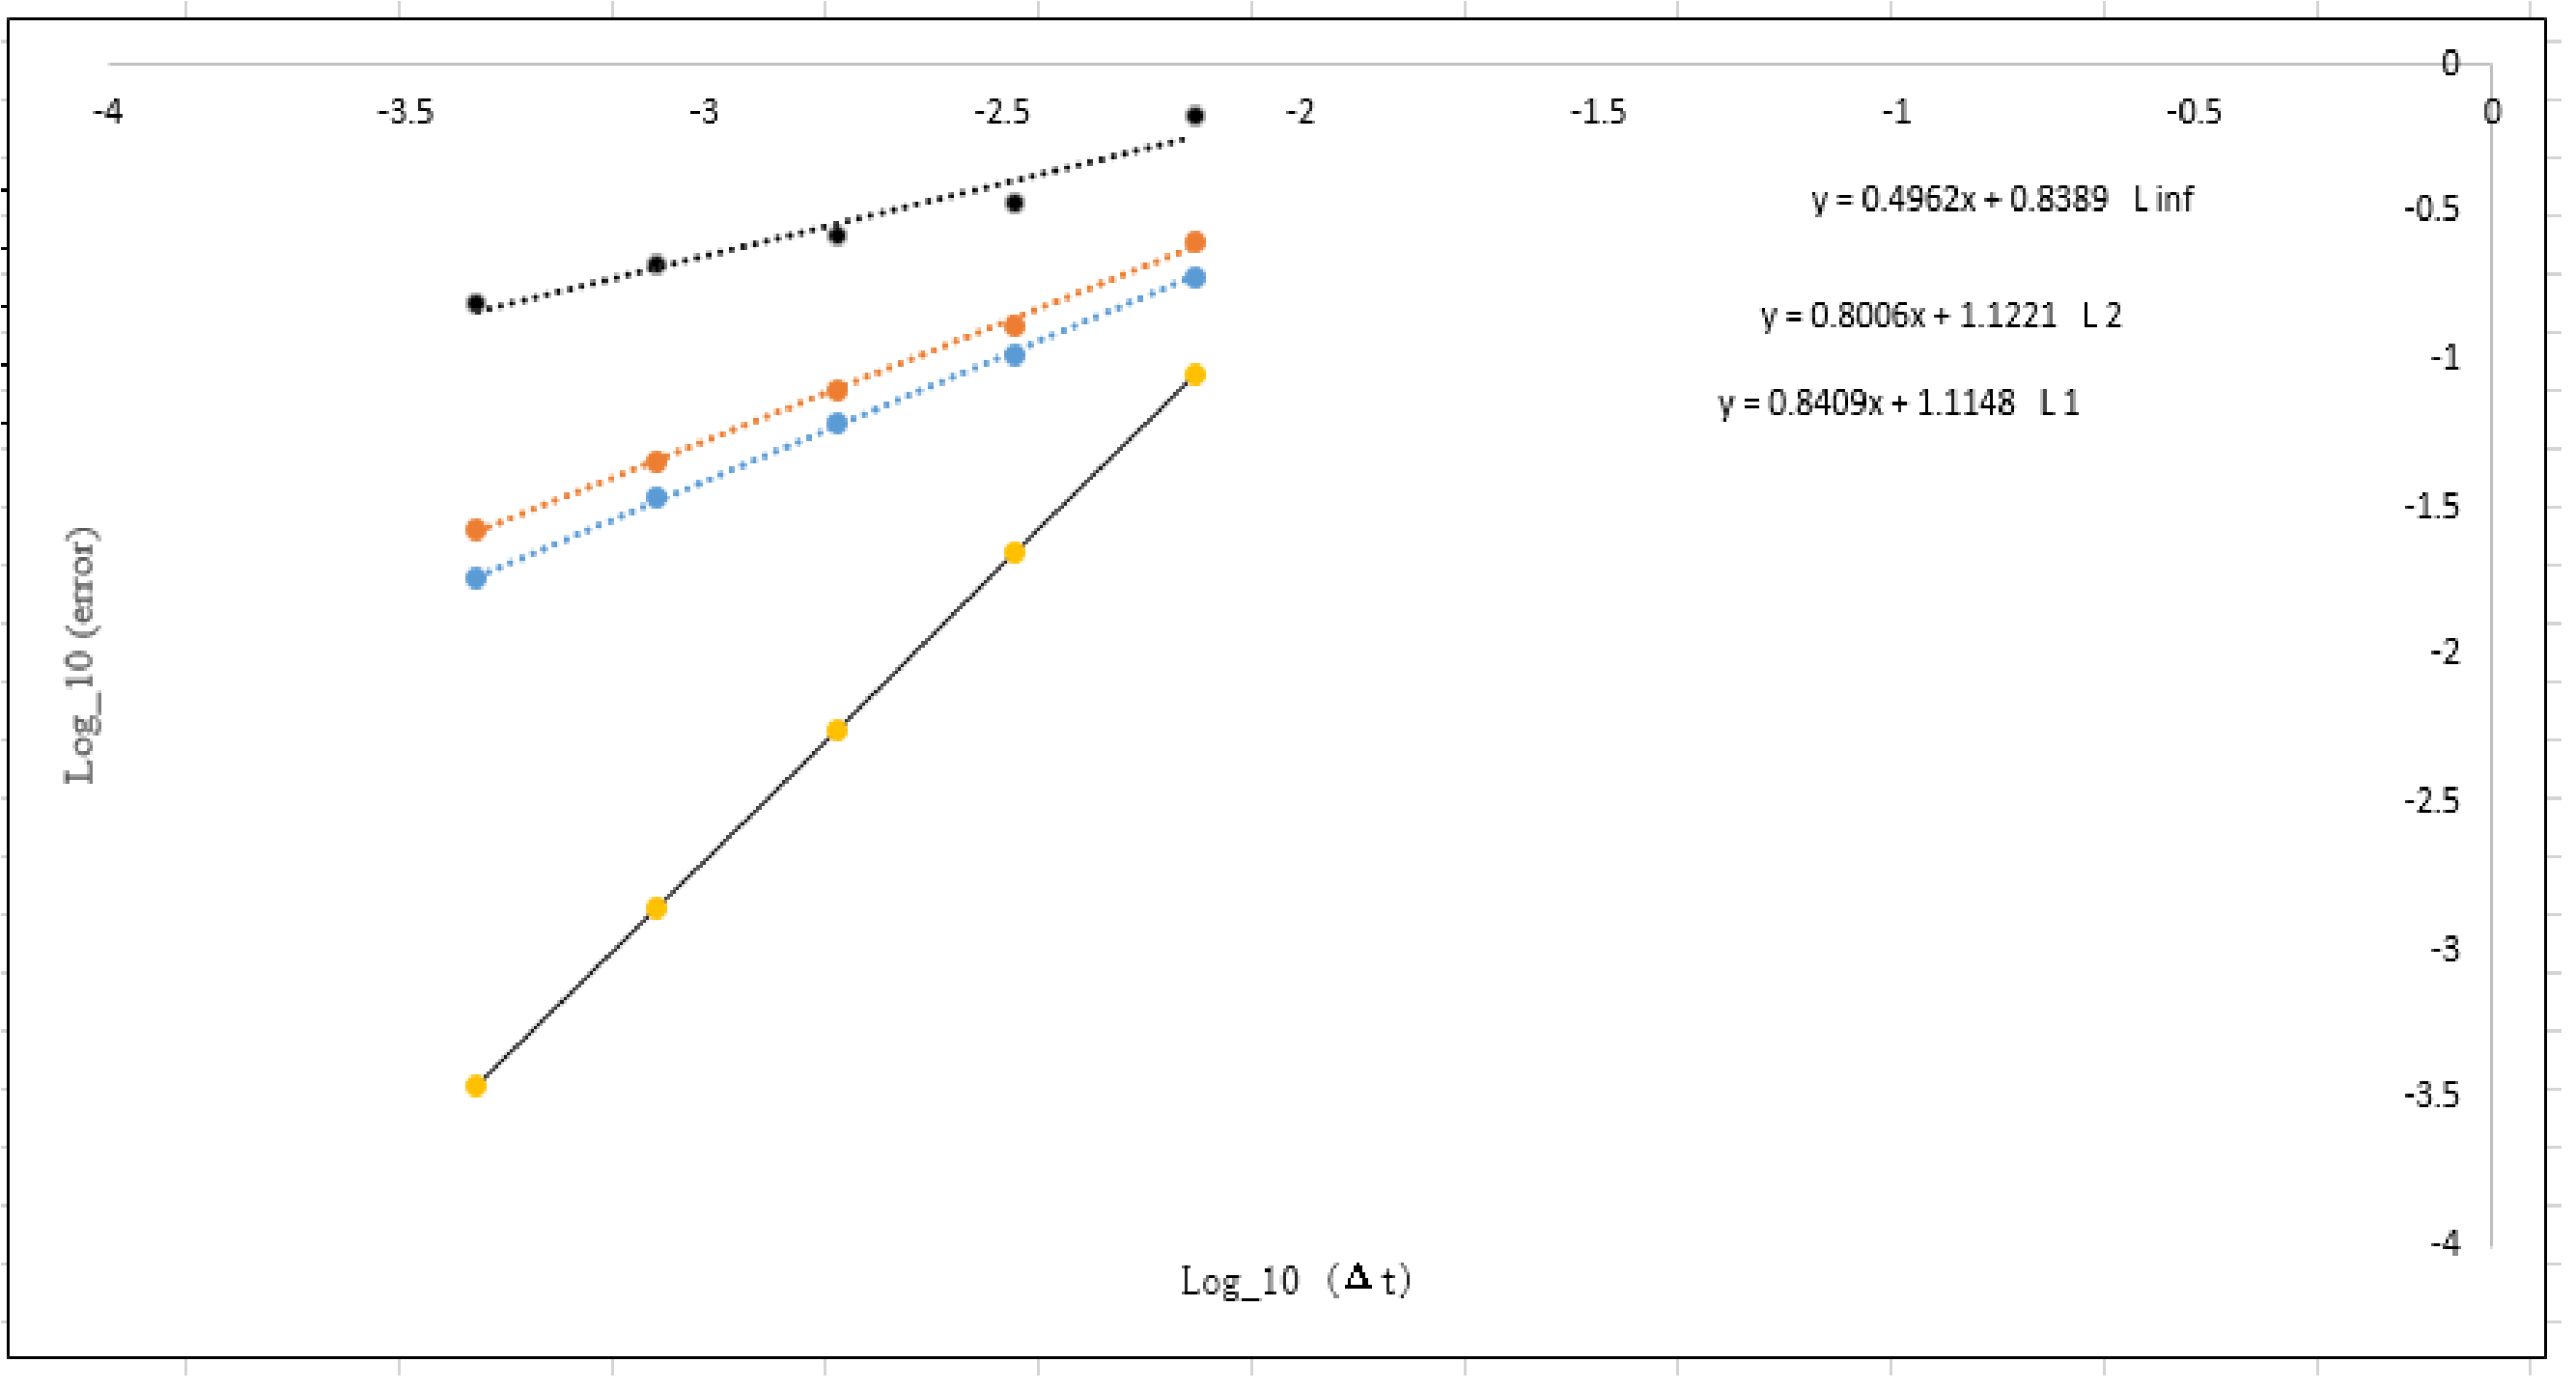 0
-4 -3.5 -3 -2.5 -2 -1.5 -1 -0.5 0
y = 0.4962x + 0.8389 L inf
-0.5
y = 0.8006x + 1.1221 L 2
-1
y = 0.8409x + 1.1148 L 1
-1.5
Log_10 (error)
-2
-2.5
-3
-3.5
-4
Log_10 (Δ t)